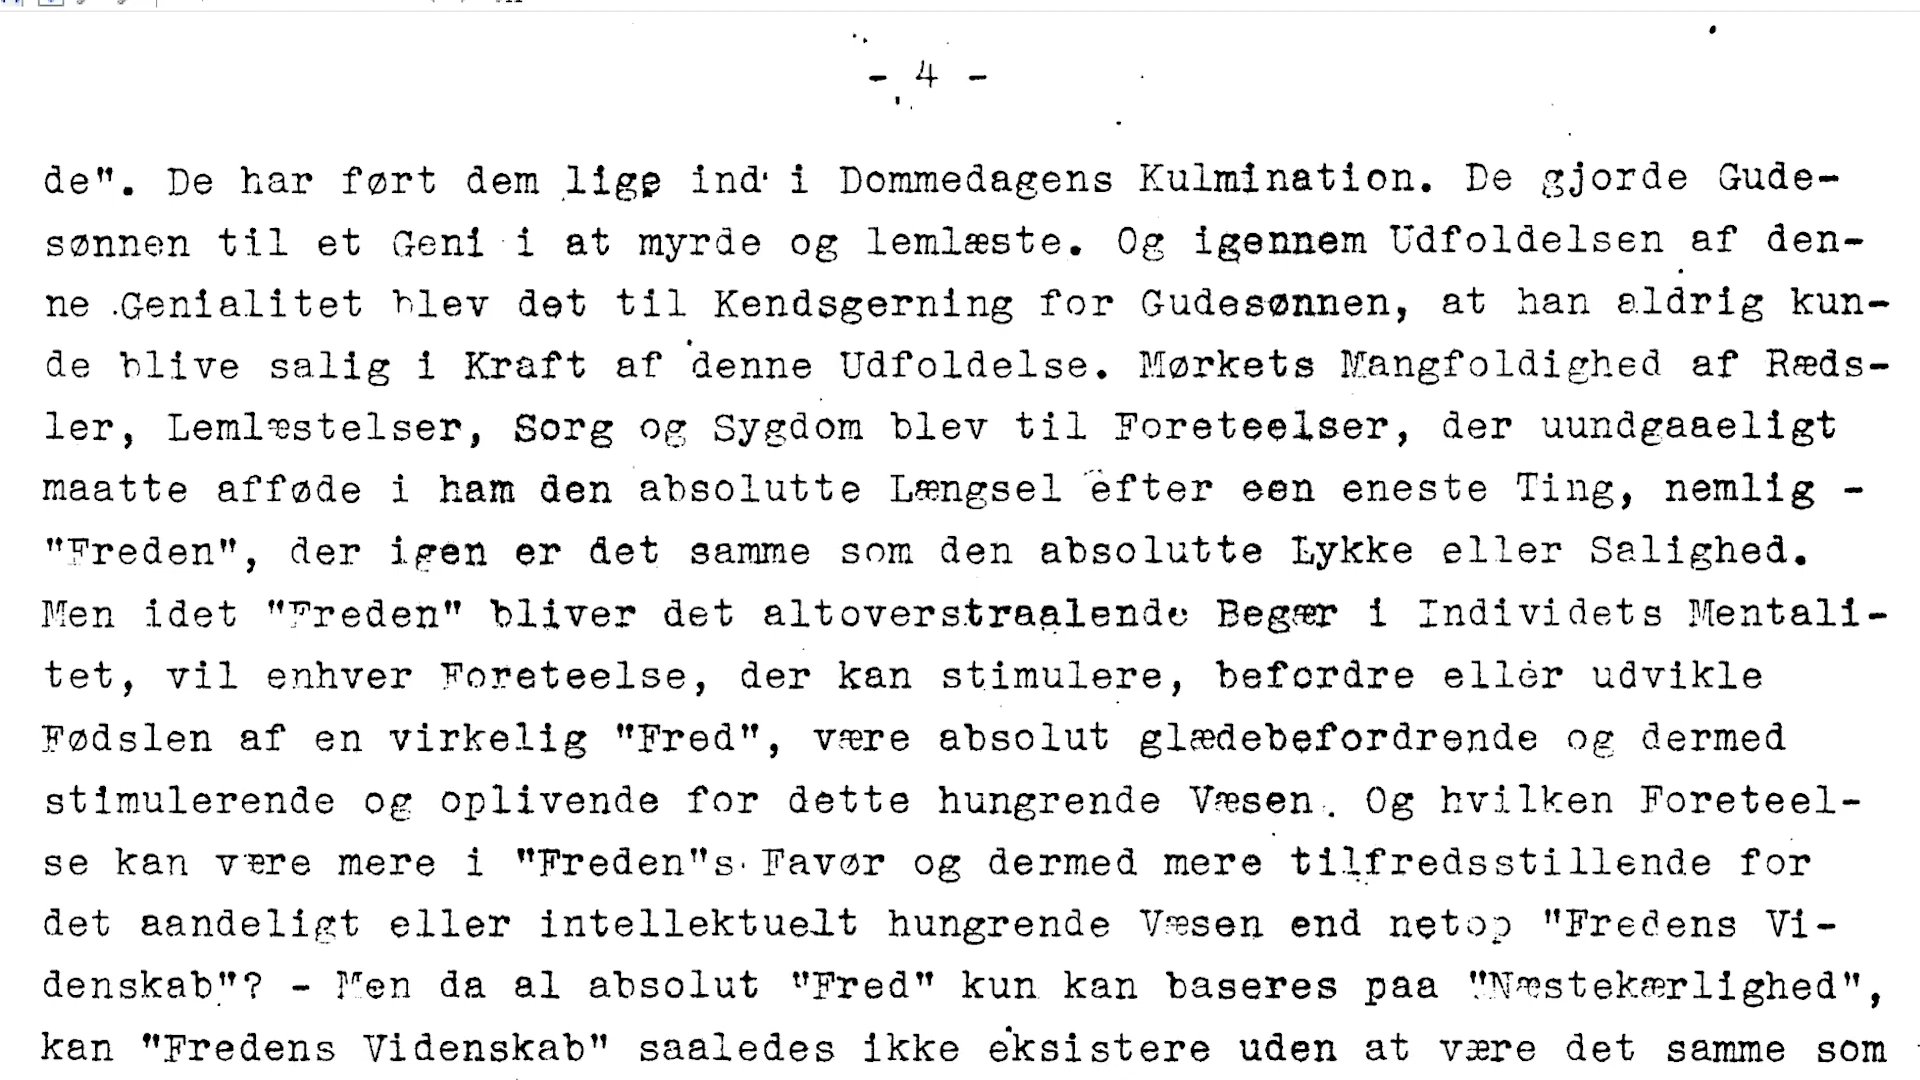 - 4 -
de". De har ført dem lige ind i Dommedagens Kulmination. De gjorde Gude-
sønnen til et Geni i at myrde og lemlæste. Og igennem Udfoldelsen af den-
ne Genialitet blev det til Kendsgerning for Gudesønnen, at han aldrig kun-
de blive salig i Kraft af denne Udfoldelse. Mørkets Mangfoldighed af Ræds-
ler, Lemlæstelser, Sorg og Sygdom blev til Foreteelser, der uundgaaeligt
maatte afføde i ham den absolutte Længsel efter een eneste Ting, nemlig -
"Freden", der igen er det samme som den absolutte Lykke eller Salighed.
Men idet "Freden" bliver det altoverstraalende Begær i Individets Mentali-
tet, vil enhver Foreteelse, der kan stimulere, befordre eller udvikle
Fødslen af en virkelig "Fred", være absolut glædebefordrende og dermed
stimulerende og oplivende for dette hungrende Væsen. Og hvilken Foreteel-
se kan være mere i "Freden"s Favør og dermed mere tilfredsstillende for
det aandeligt eller intellektuelt hungrende Væsen end netop "Fredens Vi-
denskab"? - Men da al absolut "Fred" kun kan baseres paa "Næstekærlighed",
kan "Fredens Videnskab" saaledes ikke eksistere uden at være det samme som